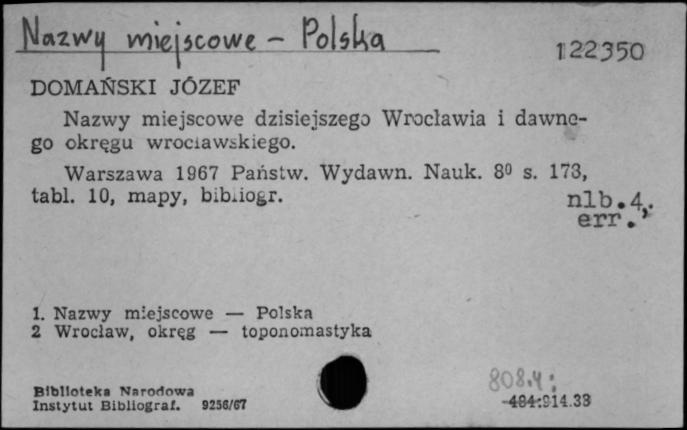 Nazwy miejscowe - Polska
122350
DOMAŃSKI JÓZEF
Nazwy miejscowe dzisiejszego Wrocławia i dawne-
go okręgu wrocławskiego.
Warszawa 1967 Państw. Wydawn. Nauk. 8⁰ s. 173,
tabl. 10, mapy, bibliogr.
nlb.4,.
err.,
1. Nazwy miejscowe — Polska
2 Wrocław, okręg — toponomastyka
808.4:
-484:914.38
Biblioteka Narodowa
Instytut Bibliograf. 9256/67